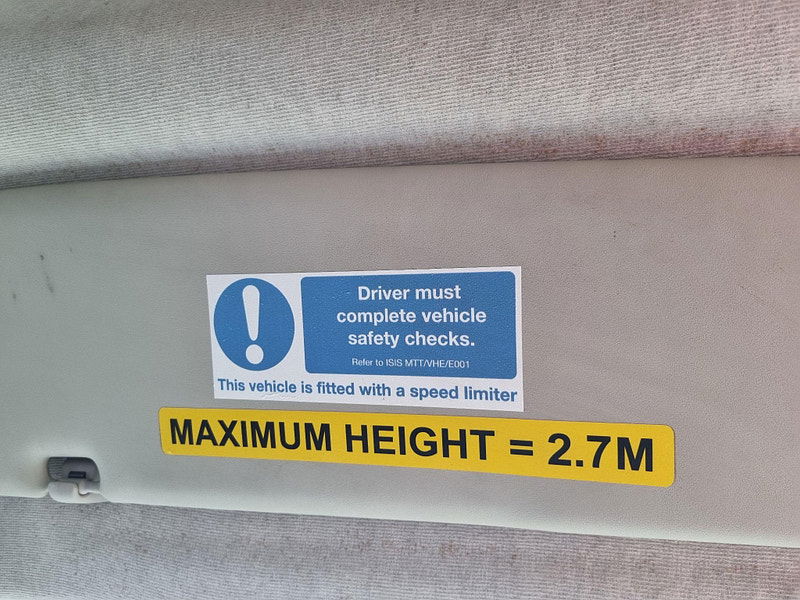 Driver must
complete vehicle
safety checks.
Refer to ISIS MTT/VHE/E001
This vehicle is fitted with a speed limiter
MAXIMUM HEIGHT = 2.7M